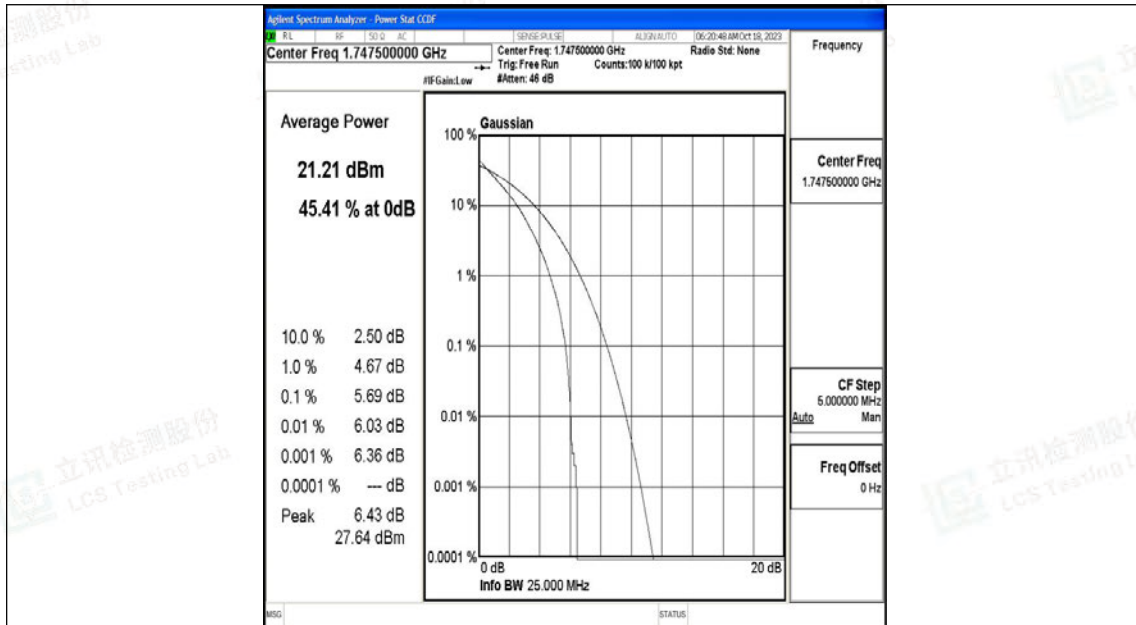 Agilent Spectrum Analyzer - Power Stat CCDF
RL RF 50 Ω AC SENSE:PULSE ALIGNAUTO 06:20:48 AM Oct 18, 2023
Center Freq 1.747500000 GHz
Center Freq: 1.747500000 GHz Radio Std: None
Trig: Free Run Counts:100 k/100 kpt
#IFGain:Low #Atten: 46 dB
Frequency
Average Power
21.21 dBm
45.41 % at 0dB
10.0 % 2.50 dB
1.0 % 4.67 dB
0.1 % 5.69 dB
0.01 % 6.03 dB
0.001 % 6.36 dB
0.0001 % --- dB
Peak 6.43 dB
27.64 dBm
Gaussian
100 %
10 %
1 %
0.1 %
0.01 %
0.001 %
0.0001 %
0 dB 20 dB
Info BW 25.000 MHz
Center Freq
1.747500000 GHz
CF Step
5.000000 MHz
Auto Man
Freq Offset
0 Hz
MSG STATUS
立讯检测股份
LCS Testing Lab
立讯检测股份
LCS Testing L
测股份
sting Lab
立